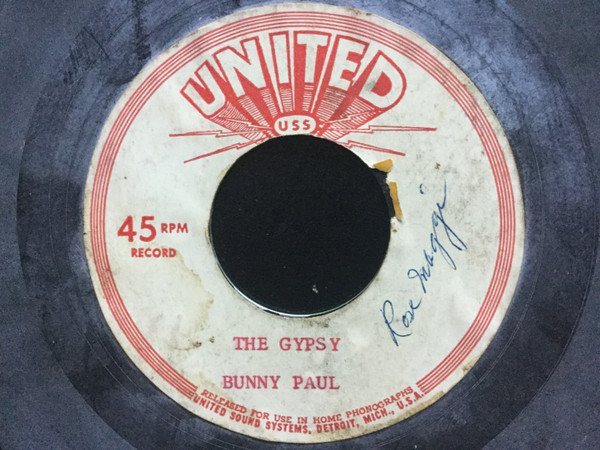 UNITED
USS
45 RPM
RECORD
Rose
THE GYPSY
BUNNY PAUL
RELEASED FOR USE IN HOME PHONOGRAPHS
UNITED SOUND SYSTEMS, DETROIT, MICH., U.S.A.